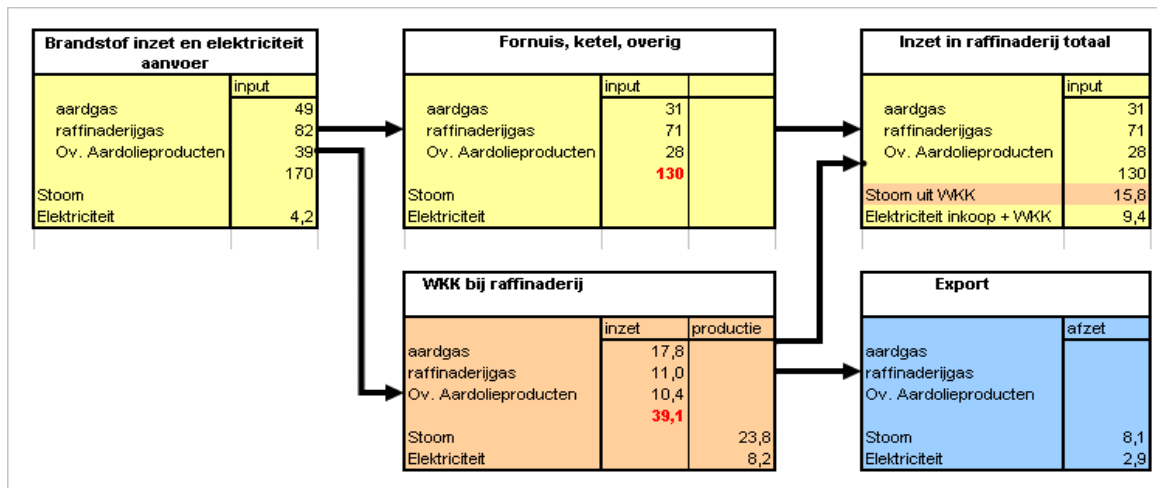 Brandstof inzet en elektriciteit
aanvoer
input
aardgas 49
raffinaderijgas 82
Ov. Aardolieproducten 39
170
Stoom
Elektriciteit 4,2
Fornuis, ketel, overig
input
aardgas 31
raffinaderijgas 71
Ov. Aardolieproducten 28
130
Stoom
Elektriciteit
Inzet in raffinaderij totaal
input
aardgas 31
raffinaderijgas 71
Ov. Aardolieproducten 28
130
Stoom uit WKK 15,8
Elektriciteit inkoop + WKK 9,4
WKK bij raffinaderij
inzet productie
aardgas 17,8
raffinaderijgas 11,0
Ov. Aardolieproducten 10,4
39,1
Stoom 23,8
Elektriciteit 8,2
Export
afzet
aardgas
raffinaderijgas
Ov. Aardolieproducten
Stoom 8,1
Elektriciteit 2,9